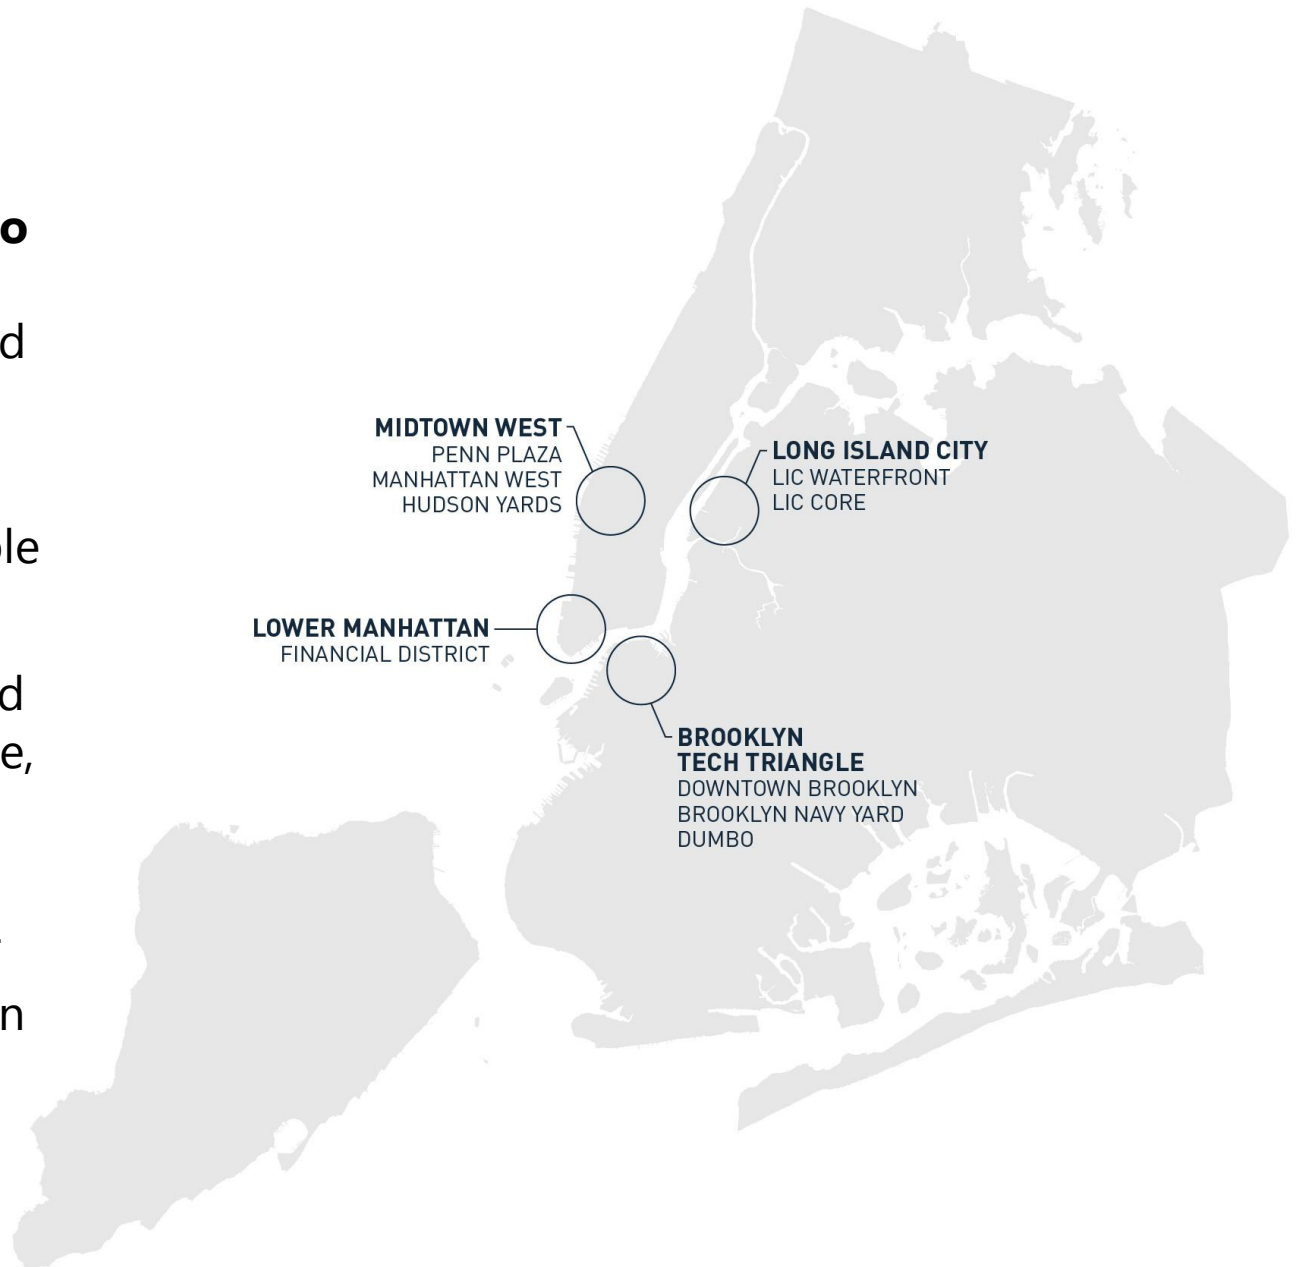 o
d
ple
d
e,
n
MIDTOWN WEST
PENN PLAZA
MANHATTAN WEST
HUDSON YARDS
LONG ISLAND CITY
LIC WATERFRONT
LIC CORE
LOWER MANHATTAN
FINANCIAL DISTRICT
BROOKLYN
TECH TRIANGLE
DOWNTOWN BROOKLYN
BROOKLYN NAVY YARD
DUMBO